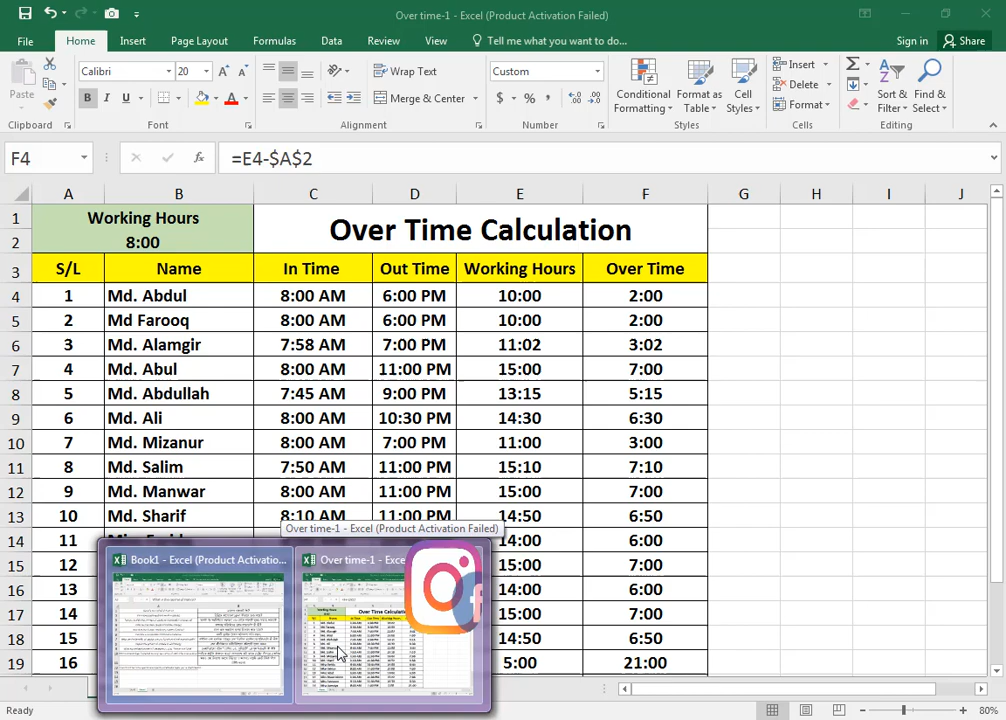 Over time-1 - Excel (Product Activation Failed)
File Home Insert Page Layout Formulas Data Review View Tell me what you want to do... Sign in Share
Calibri 20 Wrap Text Custom Insert
Paste Merge & Center Conditional Formatting Format as Table Cell Styles Delete Format Sort & Filter Find & Select
Clipboard Font Alignment Number Styles Cells Editing
F4 =E4-$A$2
A B C D E F G H I J
1 Working Hours Over Time Calculation
2 8:00
3 S/L Name In Time Out Time Working Hours Over Time
4 1 Md. Abdul 8:00 AM 6:00 PM 10:00 2:00
5 2 Md Farooq 8:00 AM 6:00 PM 10:00 2:00
6 3 Md. Alamgir 7:58 AM 7:00 PM 11:02 3:02
7 4 Md. Abul 8:00 AM 11:00 PM 15:00 7:00
8 5 Md. Abdullah 7:45 AM 9:00 PM 13:15 5:15
9 6 Md. Ali 8:00 AM 10:30 PM 14:30 6:30
10 7 Md. Mizanur 8:00 AM 7:00 PM 11:00 3:00
11 8 Md. Salim 7:50 AM 11:00 PM 15:10 7:10
12 9 Md. Manwar 8:00 AM 11:00 PM 15:00 7:00
13 10 Md. Sharif 8:10 AM 11:00 PM 14:50 6:50
Over time-1 - Excel (Product Activation Failed)
14 11 14:00 6:00
Book1 - Excel (Product Activatio... Over time-1 - Exce
15 12 15:00 7:00
16 13 14:00 6:00
17 14 15:00 7:00
18 15 14:50 6:50
19 16 5:00 21:00
Ready 80%